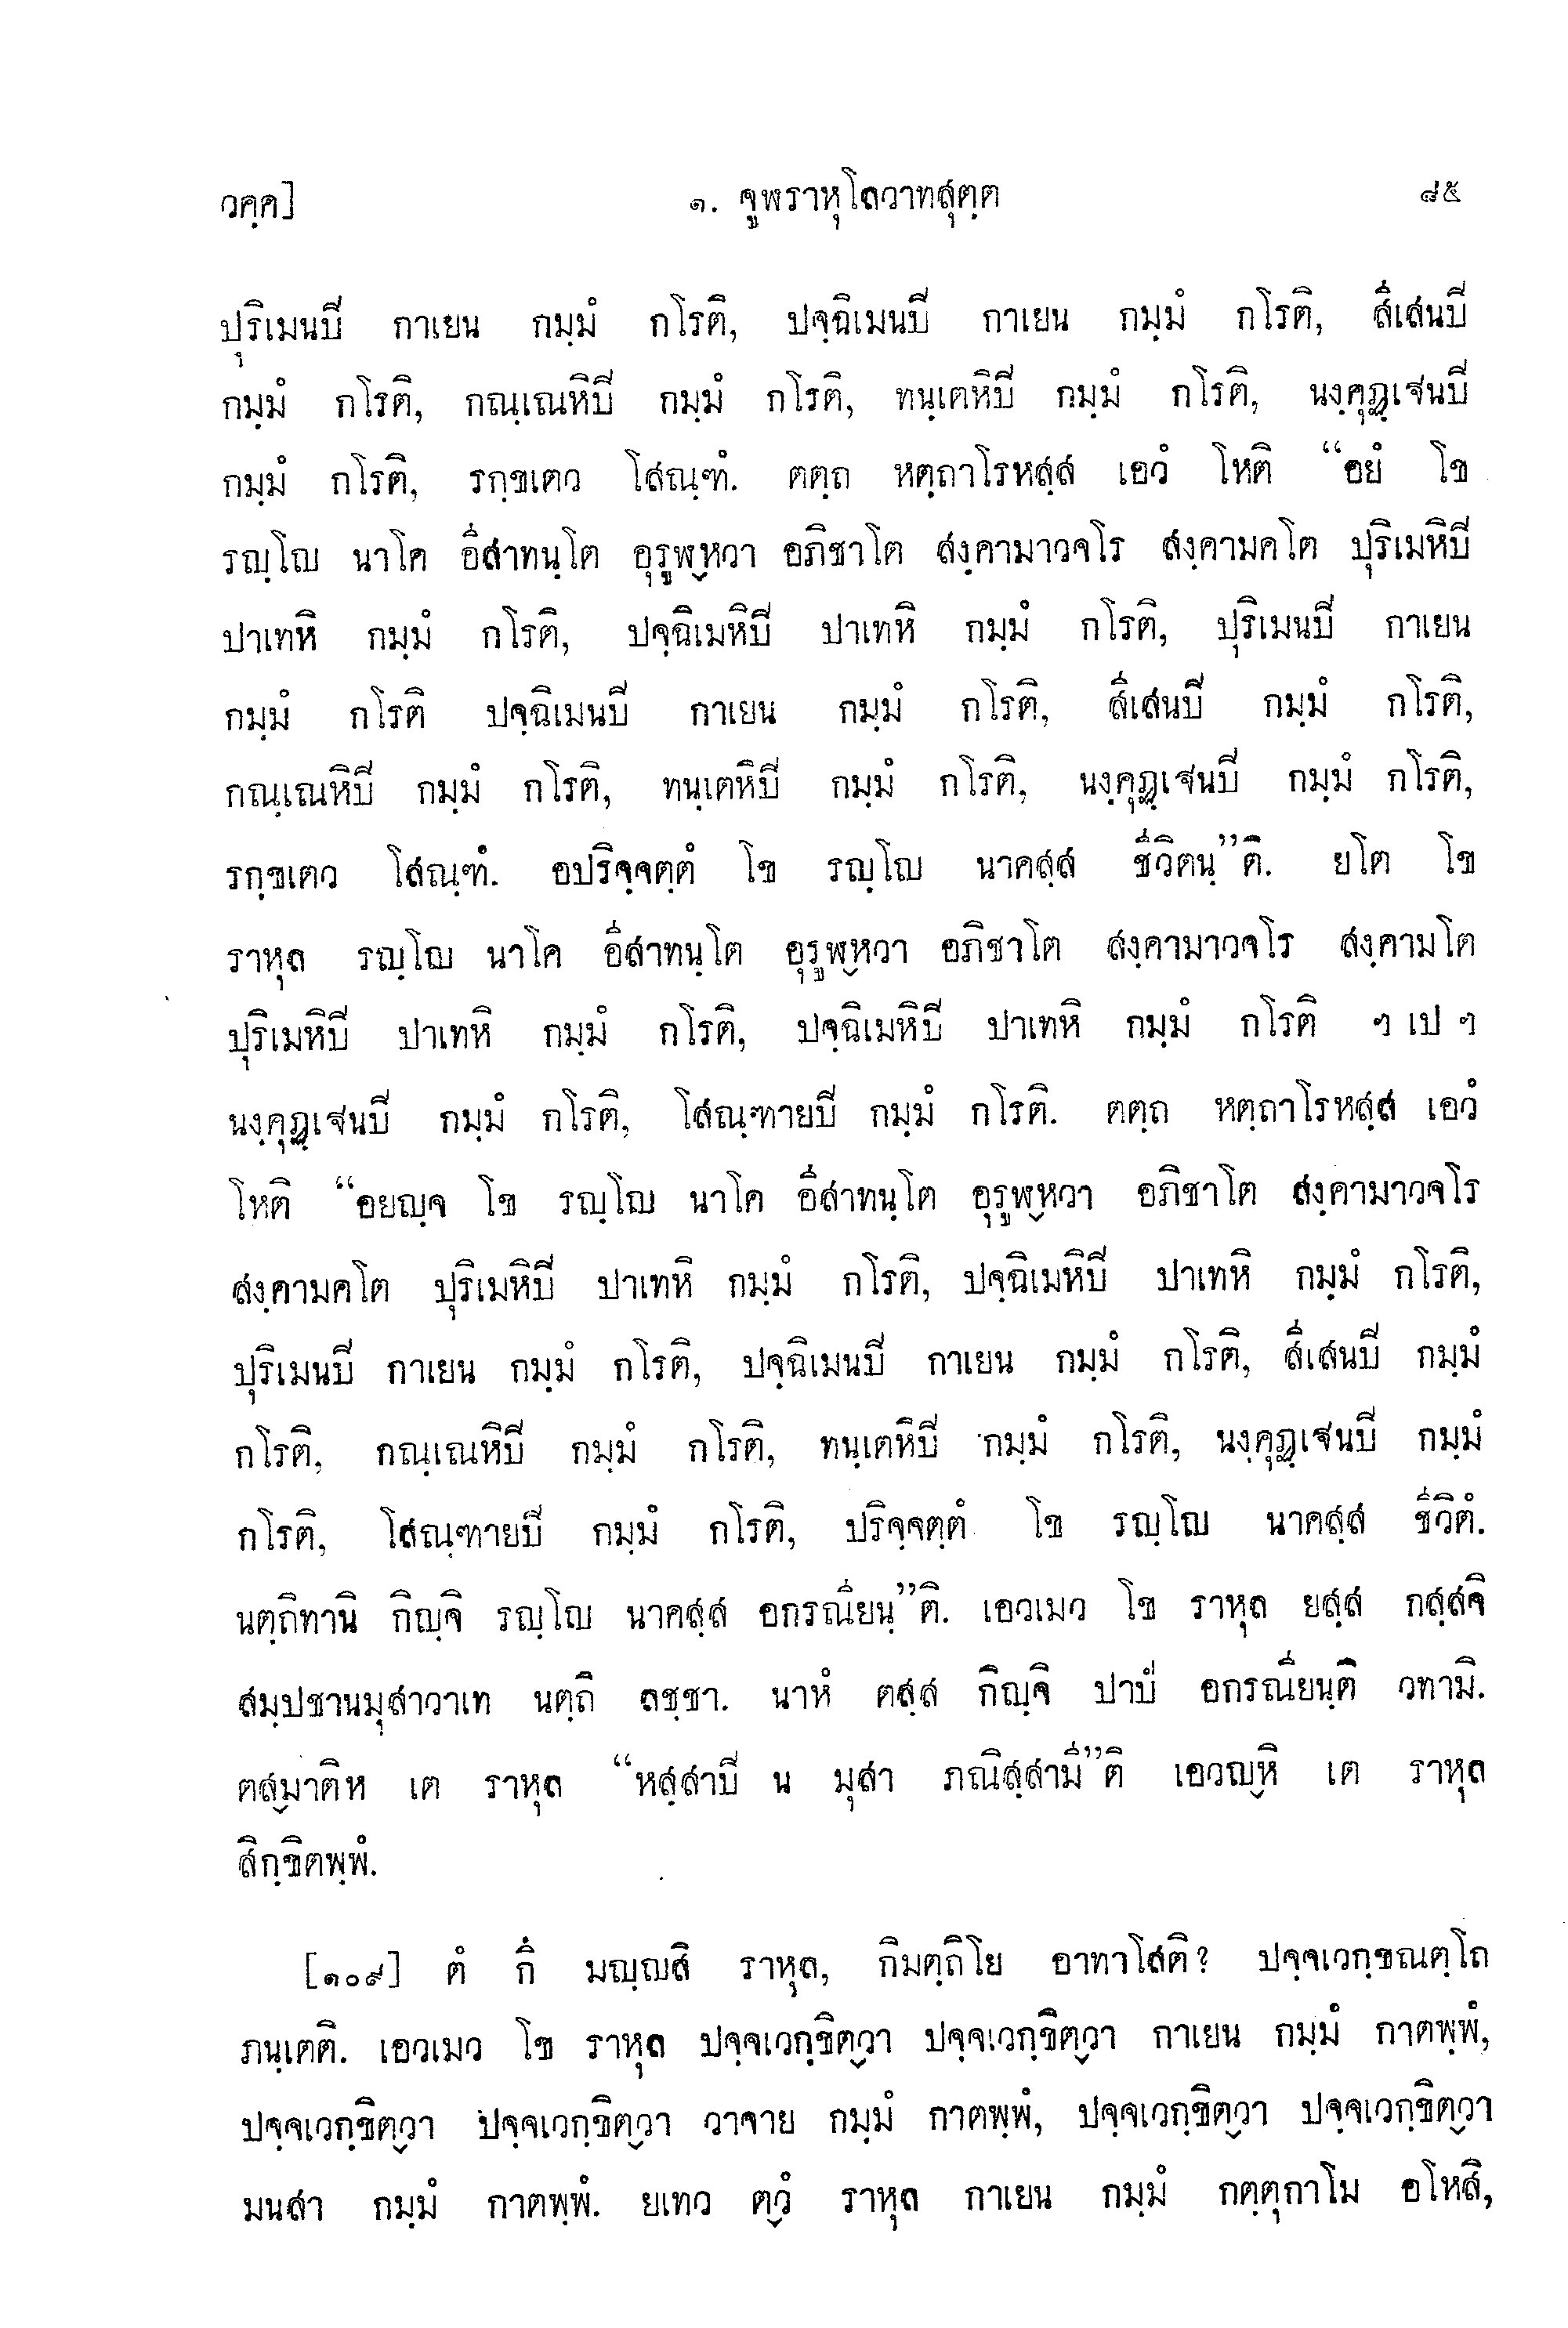 วคฺค] ๑. จูฬราหุโลวาทสุตฺต ๘๕
ปุริเมนปิ กาเยน กมฺมํ กโรติ, ปจฺฉิเมนปิ กาเยน กมฺมํ กโรติ, สีเสนปิ
กมฺมํ กโรติ, กณฺเณหิปิ กมฺมํ กโรติ, ทนฺเตหิปิ กมฺมํ กโรติ, นงฺคุฏฺเฐนปิ
กมฺมํ กโรติ, รกฺขเตว โสณฺฑํ. ตตฺถ หตฺถาโรหสฺส เอวํ โหติ “อยํ โข
รญฺโญ นาโค อีสาทนฺโต อุรูฬฺหวา อภิชาโต สงฺคามาวจโร สงฺคามคโต ปุริเมหิปิ
ปาเทหิ กมฺมํ กโรติ, ปจฺฉิเมหิปิ ปาเทหิ กมฺมํ กโรติ, ปุริเมนปิ กาเยน
กมฺมํ กโรติ ปจฺฉิเมนปิ กาเยน กมฺมํ กโรติ, สีเสนปิ กมฺมํ กโรติ,
กณฺเณหิปิ กมฺมํ กโรติ, ทนฺเตหิปิ กมฺมํ กโรติ, นงฺคุฏฺเฐนปิ กมฺมํ กโรติ,
รกฺขเตว โสณฺฑํ. อปริจฺจตฺตํ โข รญฺโญ นาคสฺส ชีวิตนฺ”ติ. ยโต โข
ราหุล รญฺโญ นาโค อีสาทนฺโต อุรูฬฺหวา อภิชาโต สงฺคามาวจโร สงฺคามโต
ปุริเมหิปิ ปาเทหิ กมฺมํ กโรติ, ปจฺฉิเมหิปิ ปาเทหิ กมฺมํ กโรติ ฯ เป ฯ
นงฺคุฏฺเฐนปิ กมฺมํ กโรติ, โสณฺฑายปิ กมฺมํ กโรติ. ตตฺถ หตฺถาโรหสฺส เอวํ
โหติ “อยญฺจ โข รญฺโญ นาโค อีสาทนฺโต อุรูฬฺหวา อภิชาโต สงฺคามาวจโร
สงฺคามคโต ปุริเมหิปิ ปาเทหิ กมฺมํ กโรติ, ปจฺฉิเมหิปิ ปาเทหิ กมฺมํ กโรติ,
ปุริเมนปิ กาเยน กมฺมํ กโรติ, ปจฺฉิเมนปิ กาเยน กมฺมํ กโรติ, สีเสนปิ กมฺมํ
กโรติ, กณฺเณหิปิ กมฺมํ กโรติ, ทนฺเตหิปิ กมฺมํ กโรติ, นงฺคุฏฺเฐนปิ กมฺมํ
กโรติ, โสณฺฑายปิ กมฺมํ กโรติ, ปริจฺจตฺตํ โข รญฺโญ นาคสฺส ชีวิตํ.
นตฺถิทานิ กิญฺจิ รญฺโญ นาคสฺส อกรณียนฺ”ติ. เอวเมว โข ราหุล ยสฺส กสฺสจิ
สมฺปชานมุสาวาเท นตฺถิ ลชฺชา. นาหํ ตสฺส กิญฺจิ ปาปํ อกรณียนฺติ วทามิ.
ตสฺมาติห เต ราหุล “หสฺสาปิ น มุสา ภณิสฺสามี”ติ เอวญฺหิ เต ราหุล
สิกฺขิตพฺพํ.
[๑๐๙] ตํ กึ มญฺญสิ ราหุล, กิมตฺถิโย อาทาโสติ? ปจฺจเวกฺขณตฺโถ
ภนฺเตติ. เอวเมว โข ราหุล ปจฺจเวกฺขิตฺวา ปจฺจเวกฺขิตฺวา กาเยน กมฺมํ กาตพฺพํ,
ปจฺจเวกฺขิตฺวา ปจฺจเวกฺขิตฺวา วาจาย กมฺมํ กาตพฺพํ, ปจฺจเวกฺขิตฺวา ปจฺจเวกฺขิตฺวา
มนสา กมฺมํ กาตพฺพํ. ยเทว ตฺวํ ราหุล กาเยน กมฺมํ กตฺตุกาโม อโหสิ,